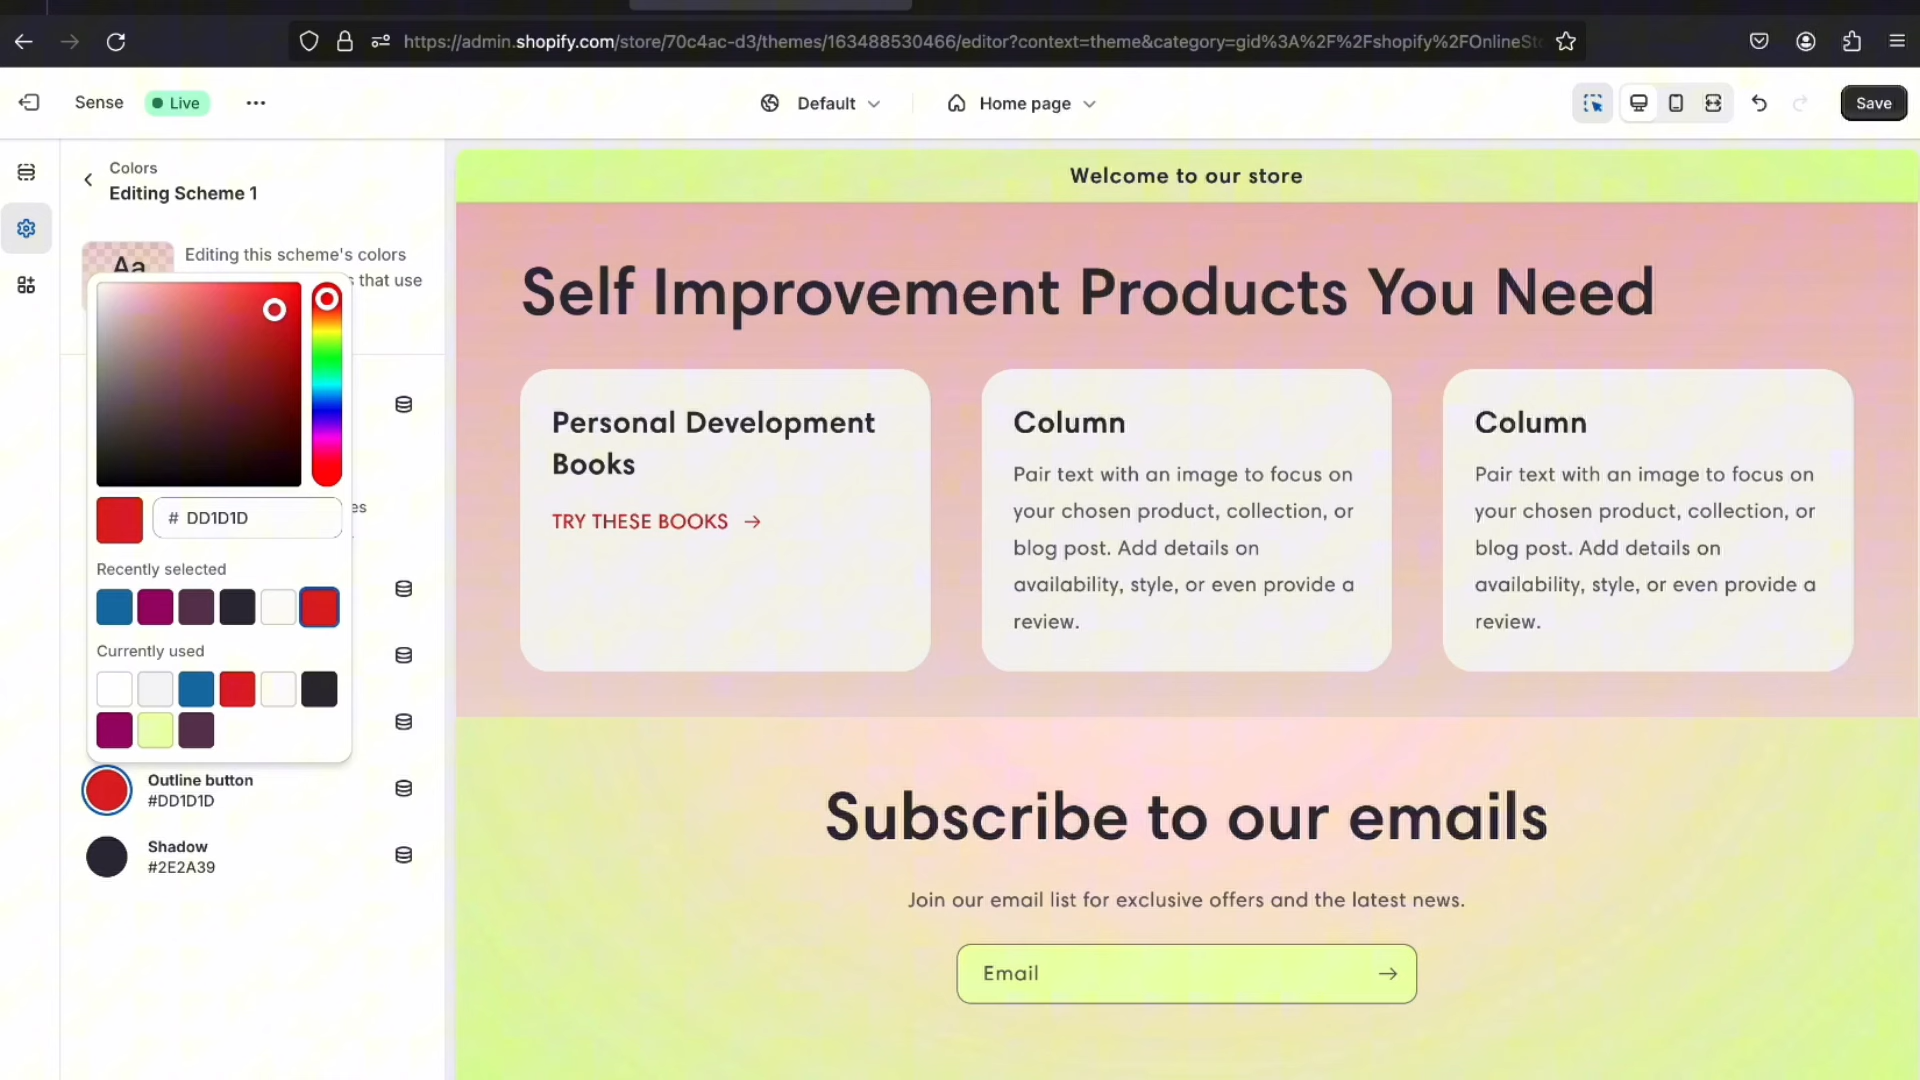 https://admin.shopify.com/store/70c4ac-d3/themes/163488530466/editor?context=theme&category=gid%3A%2F%2Fshopify%2FOnlineSt
Sense
Live
Default
Home page
Save
Colors
Editing Scheme 1
Aa
Editing this scheme's colors
s that use
# DD1D1D
es
Recently selected
Currently used
Outline button
#DD1D1D
Shadow
#2E2A39
Welcome to our store
Self Improvement Products You Need
Personal Development
Books
TRY THESE BOOKS →
Column
Pair text with an image to focus on
your chosen product, collection, or
blog post. Add details on
availability, style, or even provide a
review.
Column
Pair text with an image to focus on
your chosen product, collection, or
blog post. Add details on
availability, style, or even provide a
review.
Subscribe to our emails
Join our email list for exclusive offers and the latest news.
Email